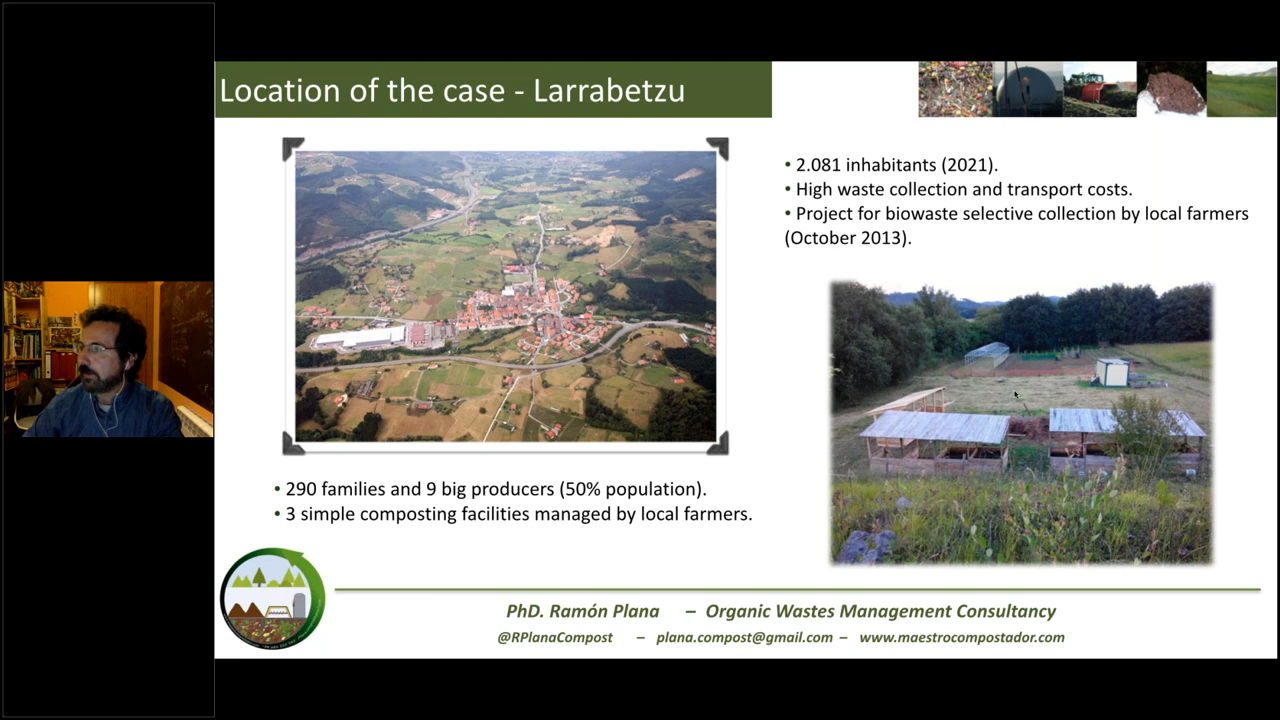 Location of the case - Larrabetzu
• 2.081 inhabitants (2021).
• High waste collection and transport costs.
• Project for biowaste selective collection by local farmers
(October 2013).
• 290 families and 9 big producers (50% population).
• 3 simple composting facilities managed by local farmers.
PhD. Ramón Plana – Organic Wastes Management Consultancy
@RPlanaCompost – plana.compost@gmail.com – www.maestrocompostador.com